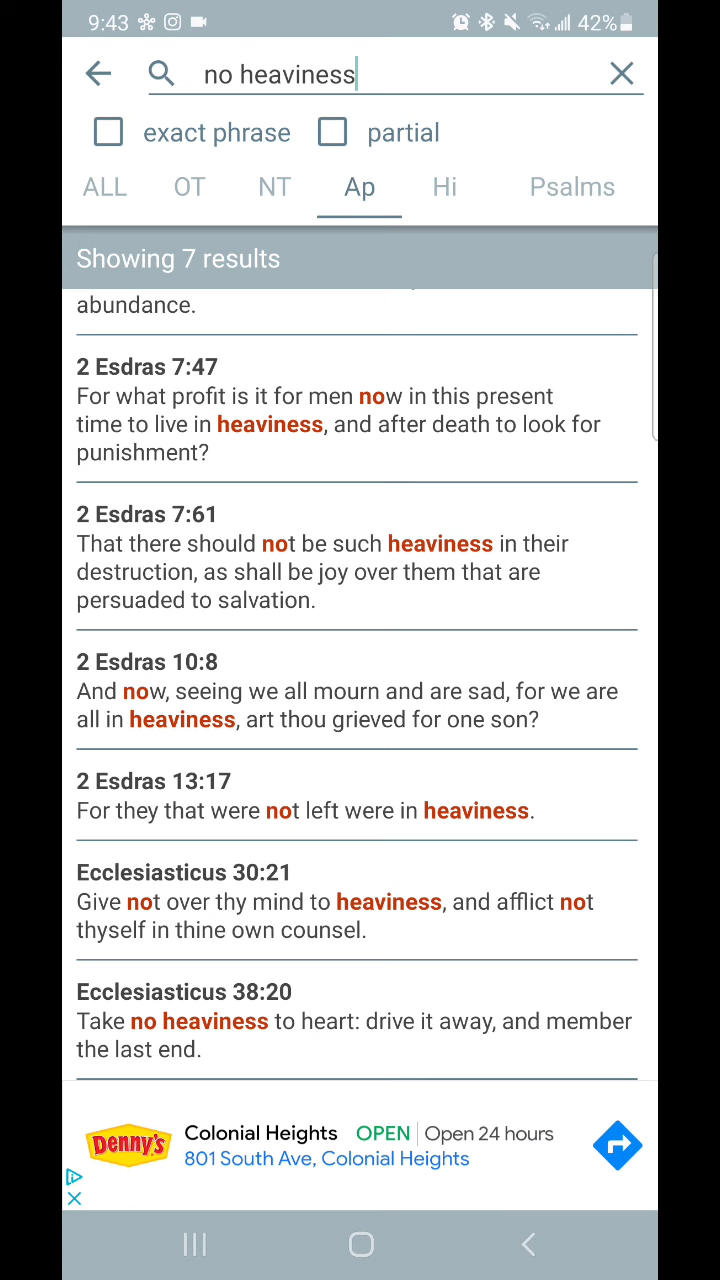 9:43 42%
no heaviness
exact phrase partial
ALL OT NT Ap Hi Psalms
Showing 7 results
abundance.
2 Esdras 7:47
For what profit is it for men now in this present
time to live in heaviness, and after death to look for
punishment?
2 Esdras 7:61
That there should not be such heaviness in their
destruction, as shall be joy over them that are
persuaded to salvation.
2 Esdras 10:8
And now, seeing we all mourn and are sad, for we are
all in heaviness, art thou grieved for one son?
2 Esdras 13:17
For they that were not left were in heaviness.
Ecclesiasticus 30:21
Give not over thy mind to heaviness, and afflict not
thyself in thine own counsel.
Ecclesiasticus 38:20
Take no heaviness to heart: drive it away, and member
the last end.
Denny's
Colonial Heights OPEN Open 24 hours
801 South Ave, Colonial Heights